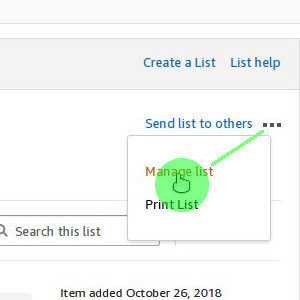 Create a List List help
Send list to others
Manage list
Print List
Search this list
Item added October 26, 2018